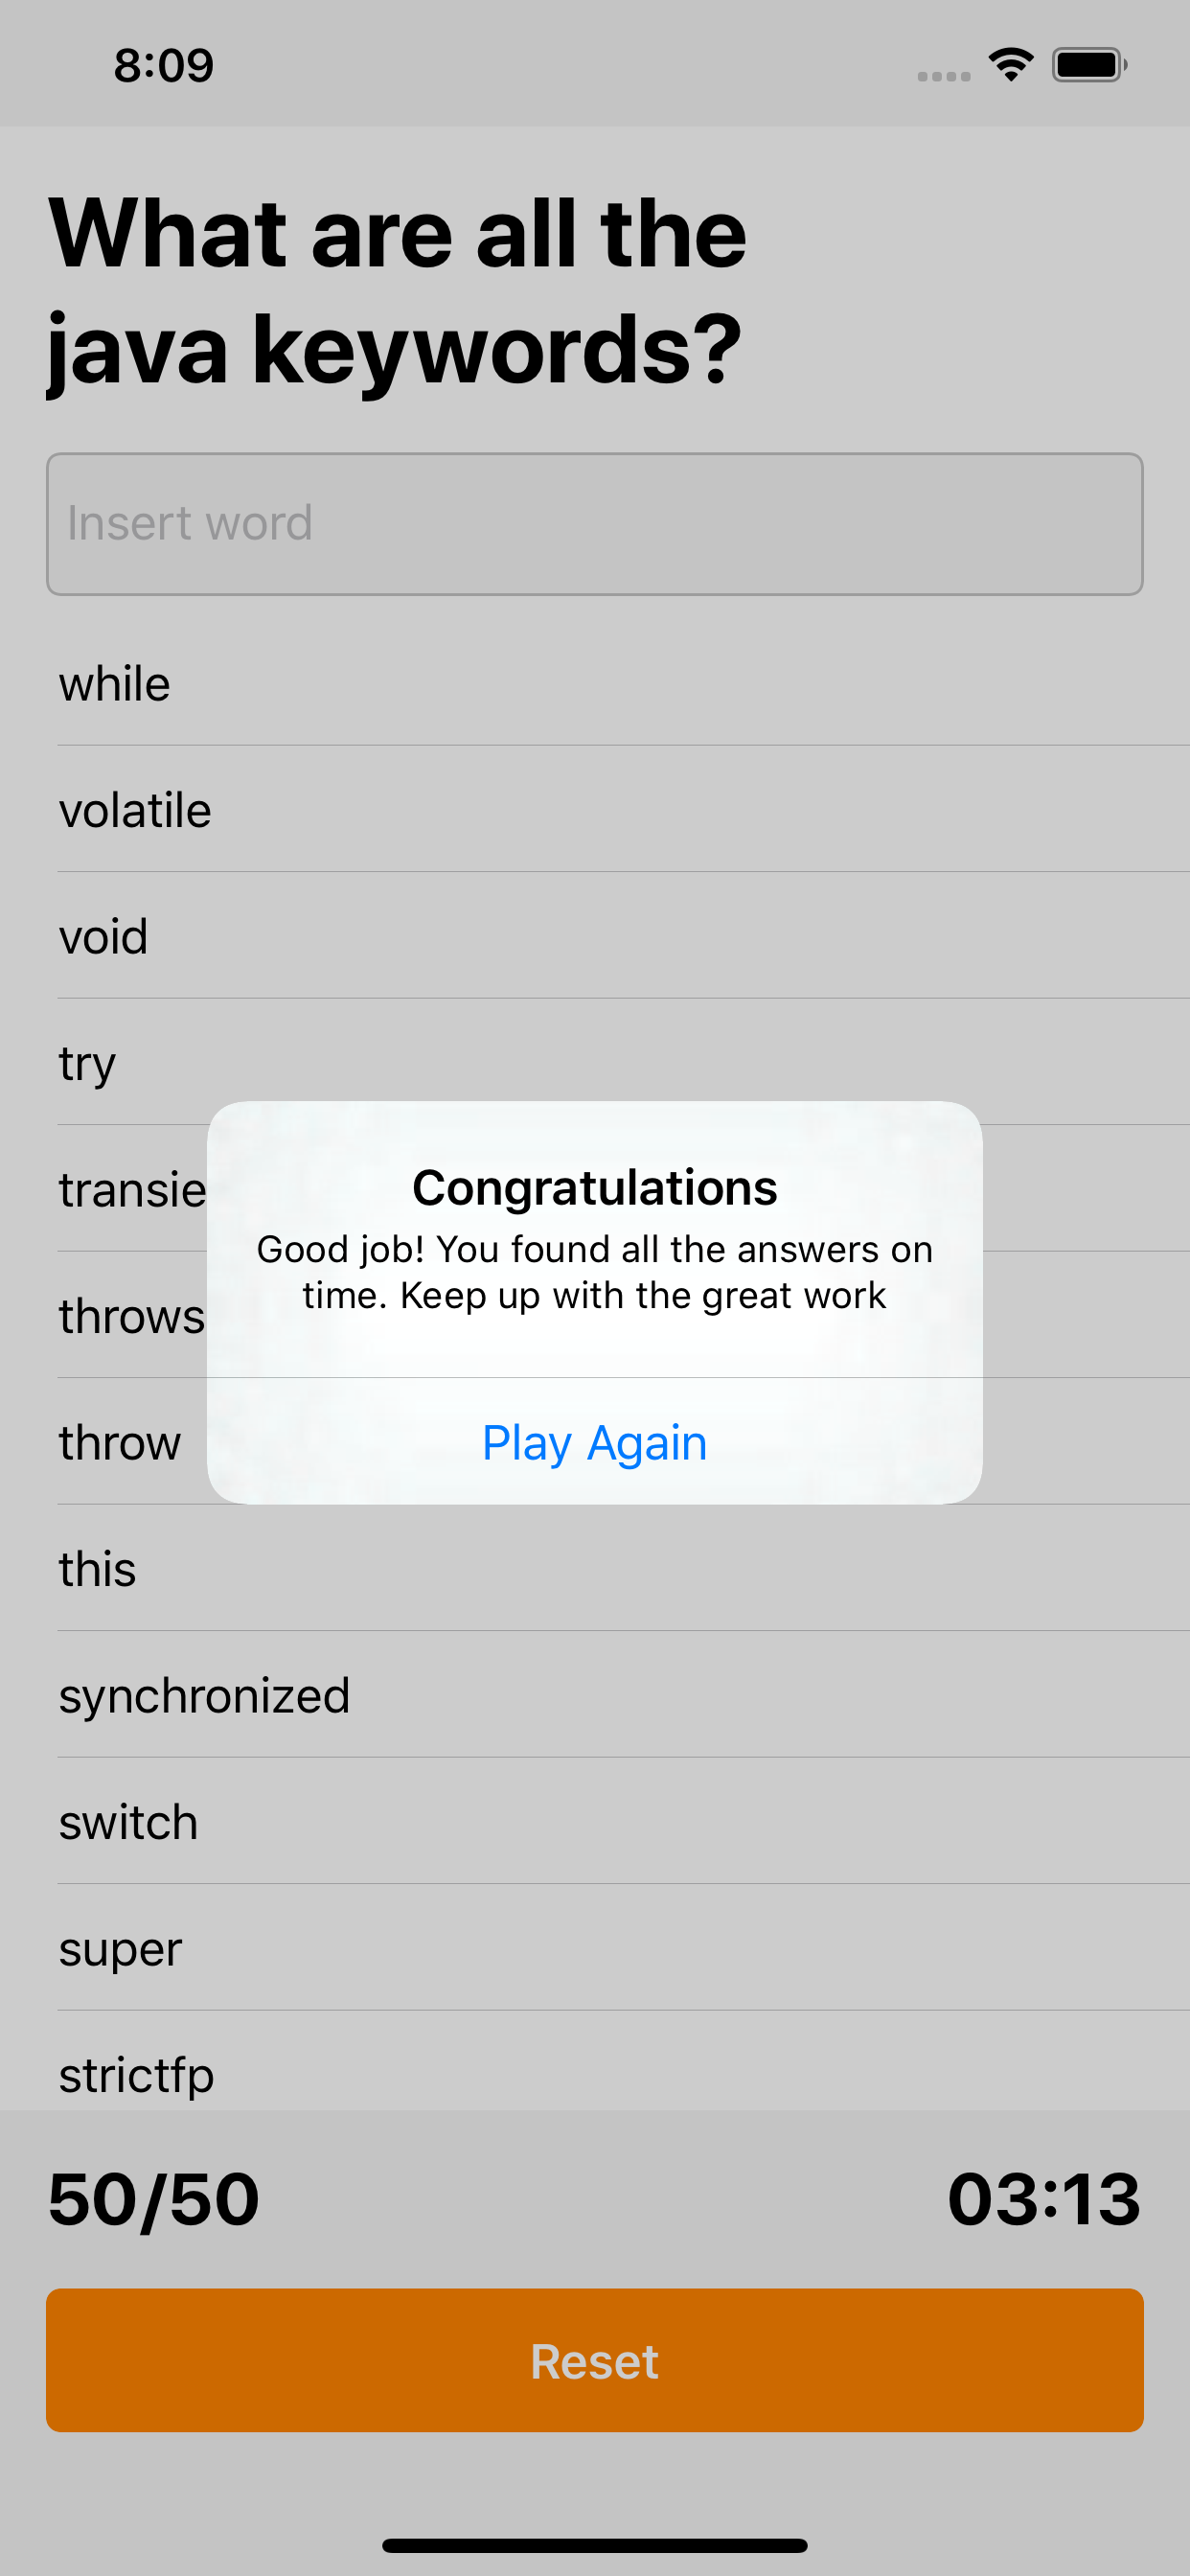 8:09
What are all the
java keywords?
Insert word
while
volatile
void
try
transie
Congratulations
Good job! You found all the answers on
time. Keep up with the great work
throws
throw
Play Again
this
synchronized
switch
super
strictfp
50/50
03:13
Reset